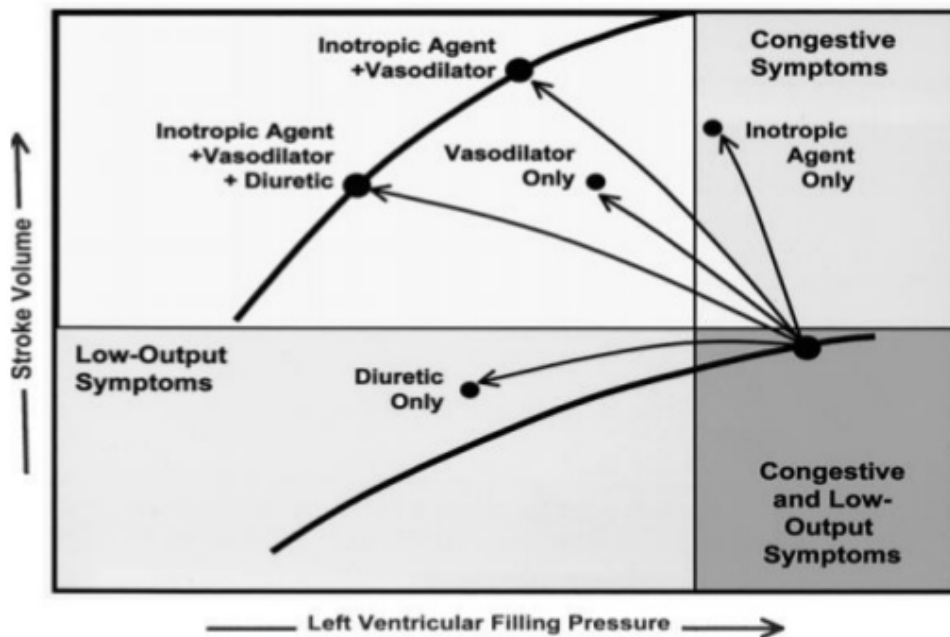 Inotropic Agent
+Vasodilator
Congestive
Symptoms
Inotropic Agent
+Vasodilator
+ Diuretic
Vasodilator
Only
Inotropic
Agent
Only
Stroke Volume
Low-Output
Symptoms
Diuretic
Only
Congestive
and Low-
Output
Symptoms
Left Ventricular Filling Pressure